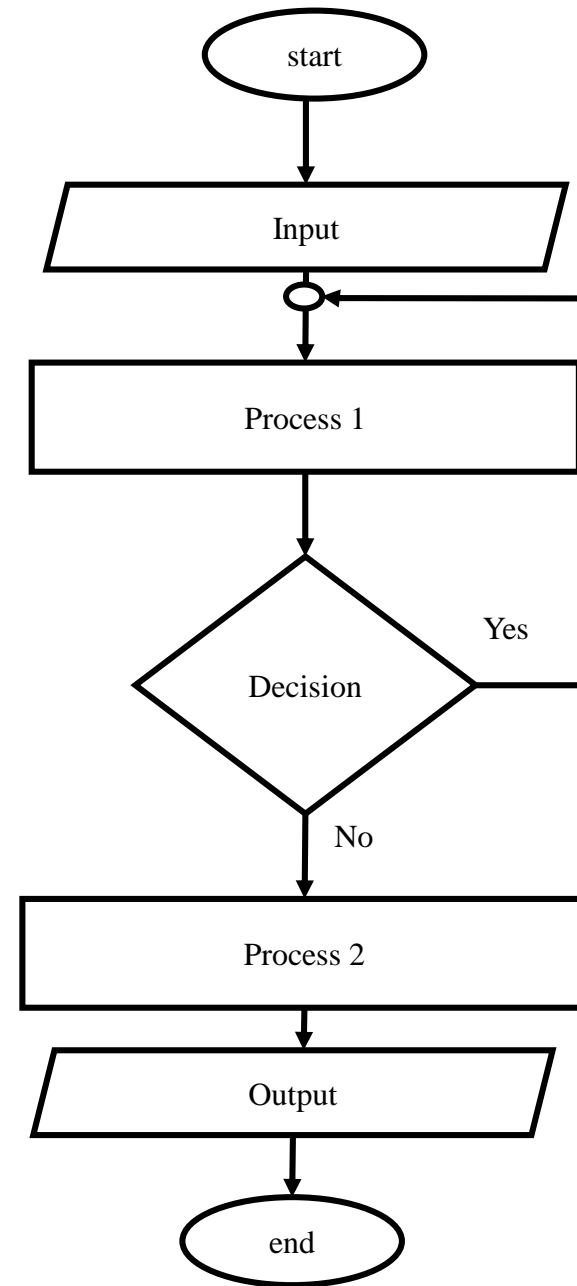 start
Input
Process 1
Yes
Decision
No
Process 2
Output
end